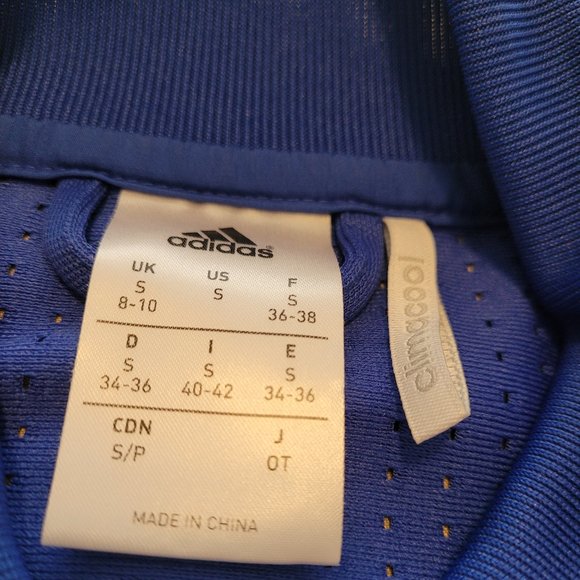 adidas
UK US F
S S S
8-10 36-38
D I E
S S S
34-36 40-42 34-36
CDN J
S/P OT
MADE IN CHINA
climacool